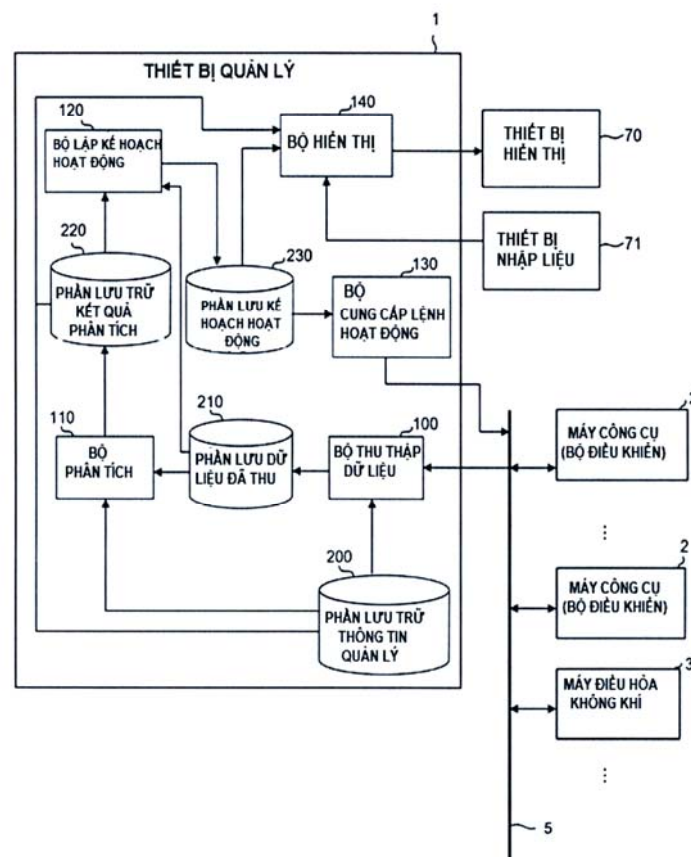 1
THIẾT BỊ QUẢN LÝ
120
BỘ LẬP KẾ HOẠCH
HOẠT ĐỘNG
140
BỘ HIỂN THỊ
THIẾT BỊ
HIỂN THỊ
70
220
PHẦN LƯU TRỮ
KẾT QUẢ
PHÂN TÍCH
230
PHẦN LƯU KẾ
HOẠCH HOẠT
ĐỘNG
130
BỘ
CUNG CẤP LỆNH
HOẠT ĐỘNG
THIẾT BỊ
NHẬP LIỆU
71
110
BỘ
PHÂN TÍCH
210
PHẦN LƯU DỮ
LIỆU ĐÃ THU
100
BỘ THU THẬP
DỮ LIỆU
MÁY CÔNG CỤ
(BỘ ĐIỀU KHIỂN)
200
PHẦN LƯU TRỮ
THÔNG TIN
QUẢN LÝ
2
MÁY CÔNG CỤ
(BỘ ĐIỀU KHIỂN)
3
MÁY ĐIỀU HÒA
KHÔNG KHÍ
5